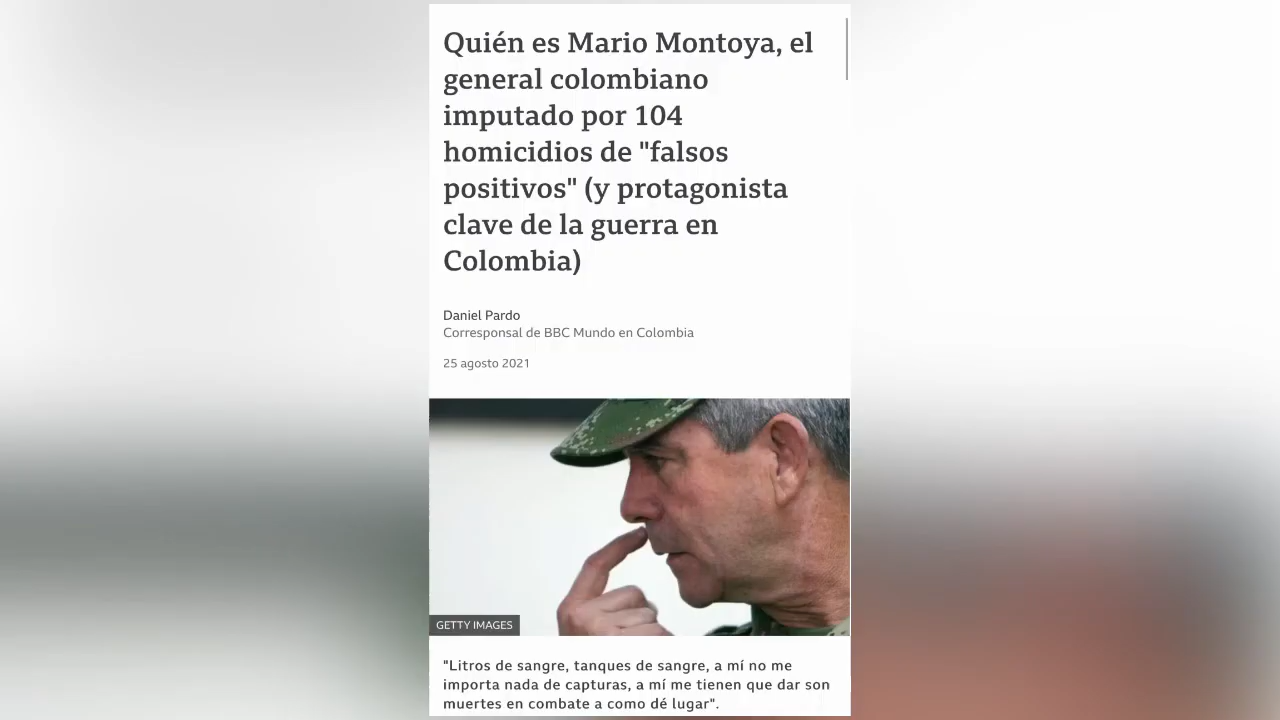 Quién es Mario Montoya, el
general colombiano
imputado por 104
homicidios de "falsos
positivos" (y protagonista
clave de la guerra en
Colombia)
Daniel Pardo
Corresponsal de BBC Mundo en Colombia
25 agosto 2021
GETTY IMAGES
"Litros de sangre, tanques de sangre, a mí no me
importa nada de capturas, a mí me tienen que dar son
muertes en combate a como dé lugar".